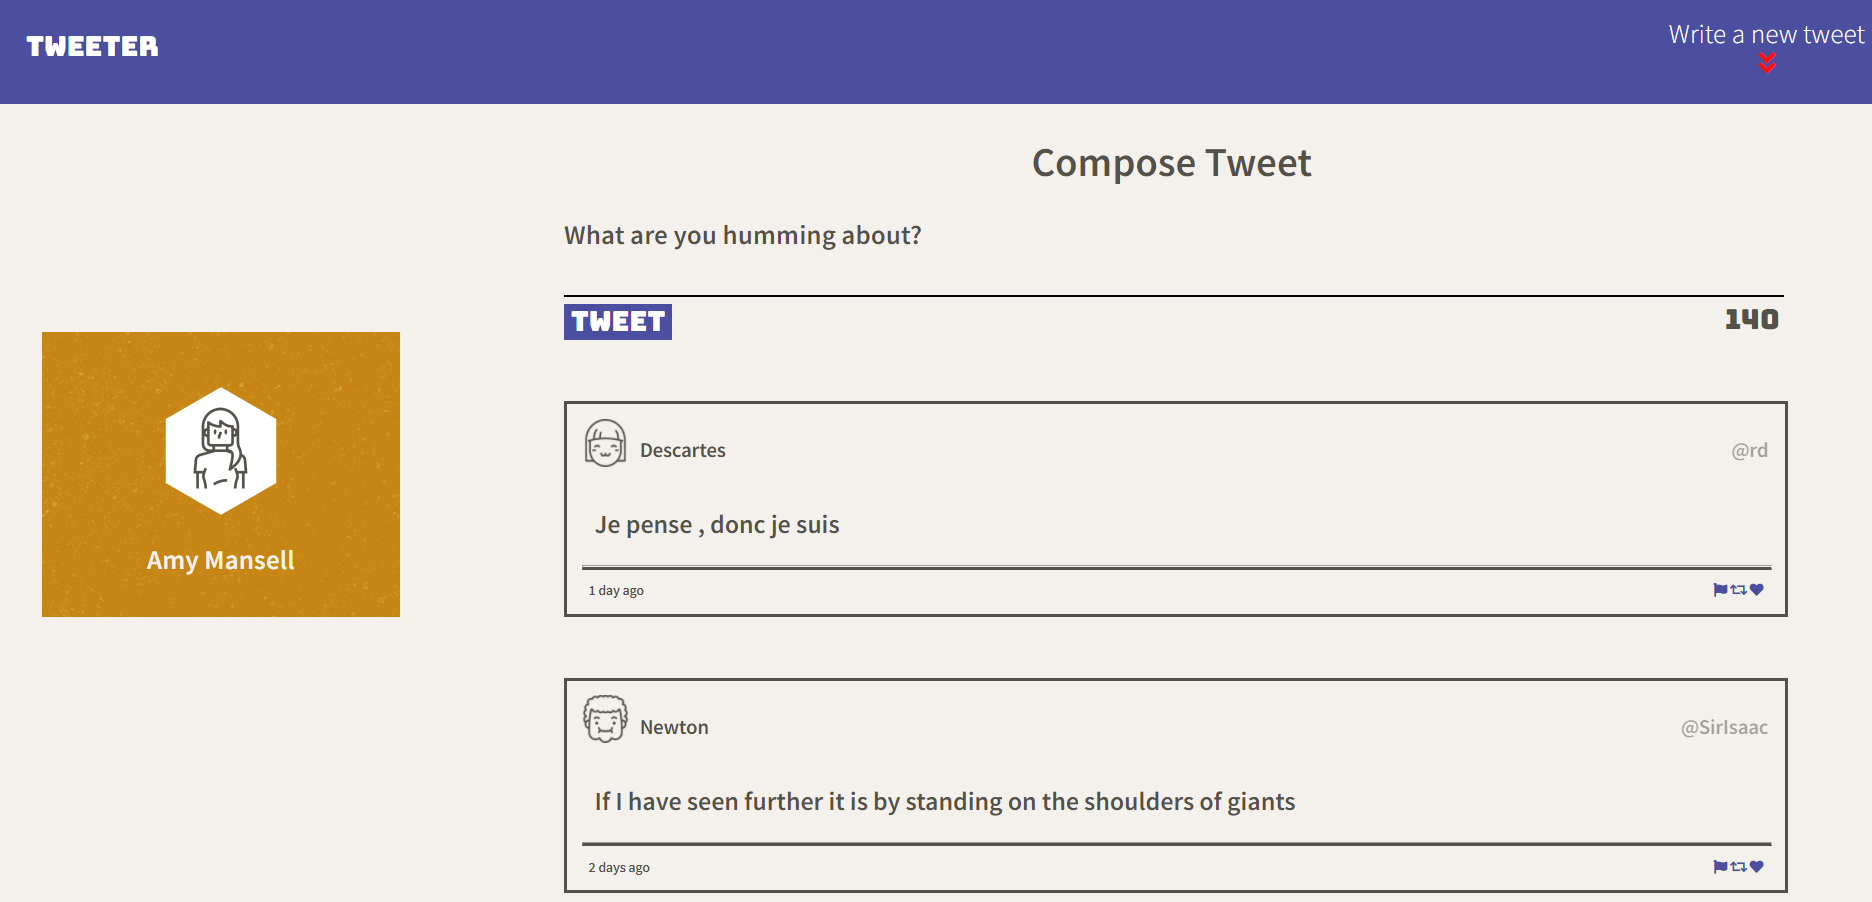 TWEETER
Write a new tweet
Compose Tweet
What are you humming about?
TWEET
140
Amy Mansell
Descartes
@rd
Je pense , donc je suis
1 day ago
Newton
@SirIsaac
If I have seen further it is by standing on the shoulders of giants
2 days ago